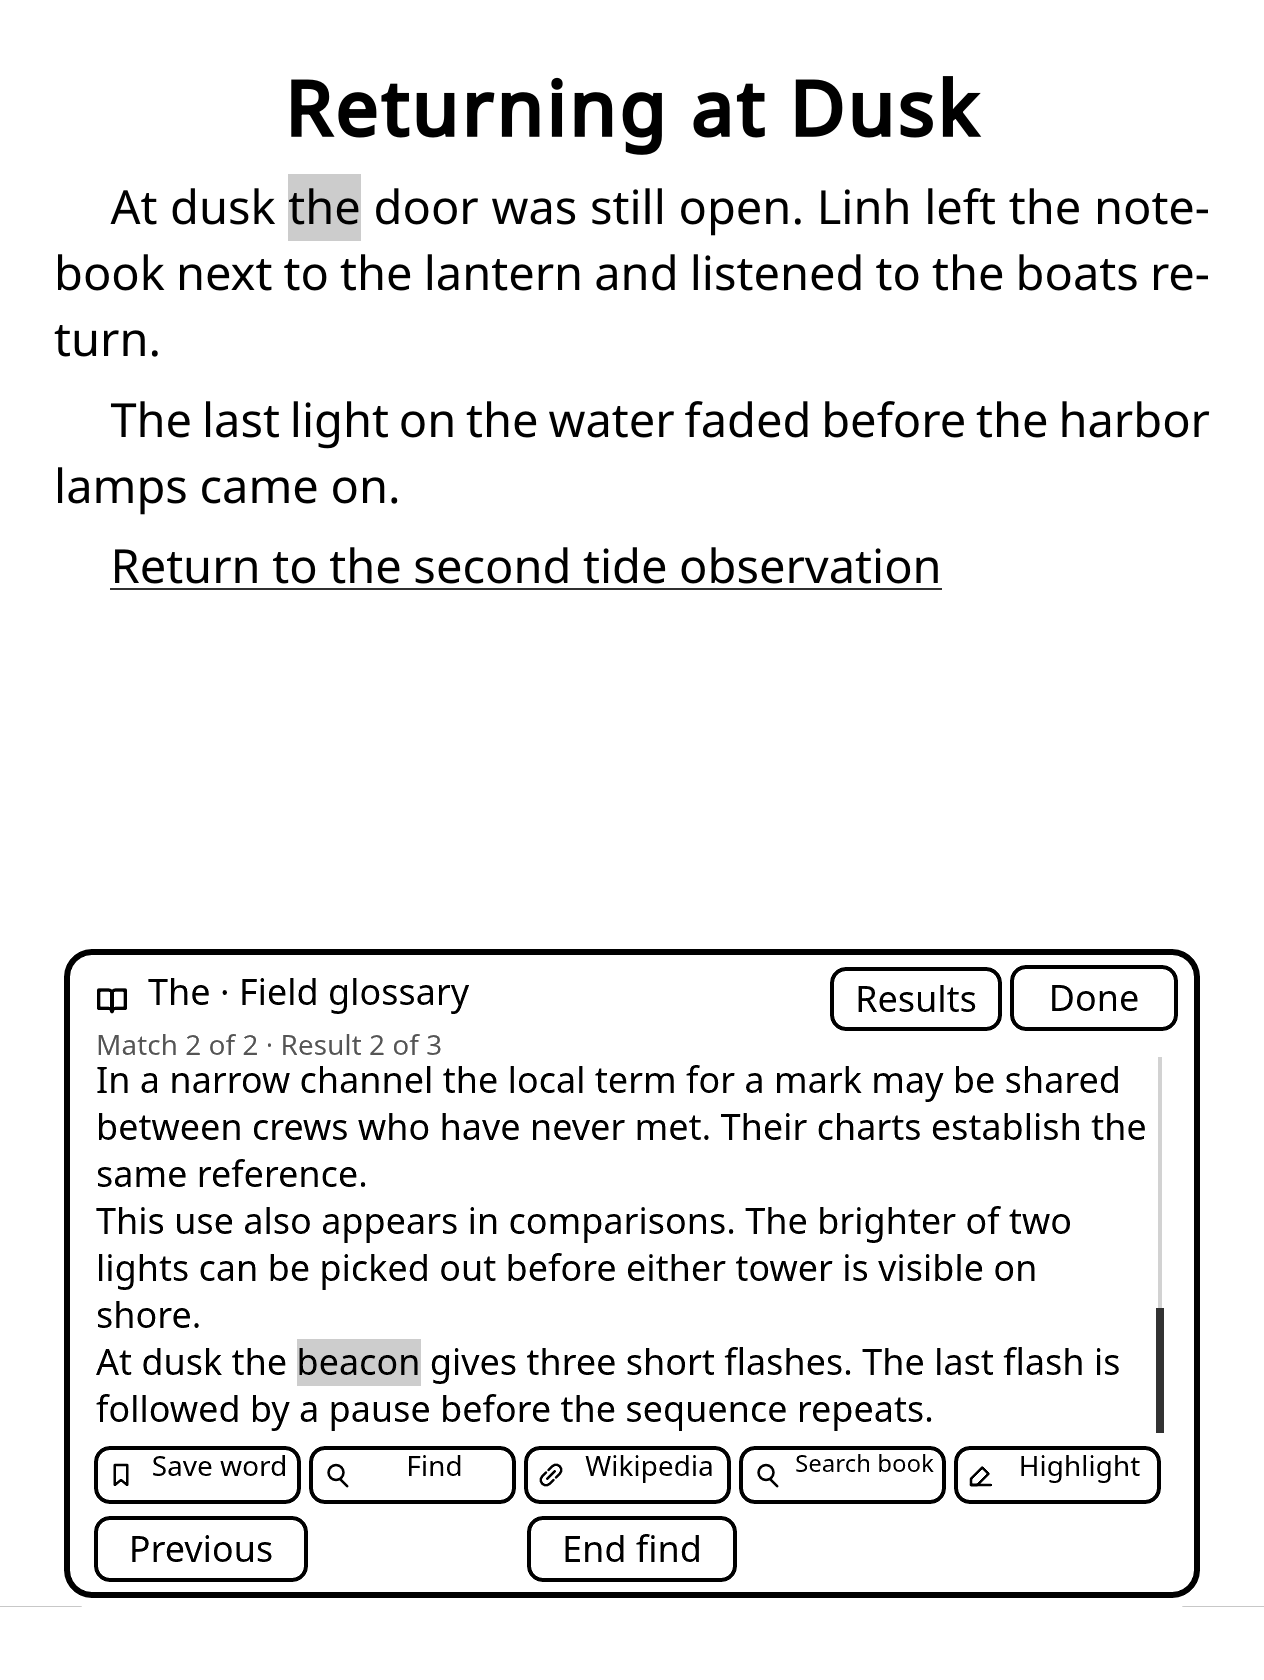 Returning at Dusk
At dusk the door was still open. Linh left the note-
book next to the lantern and listened to the boats re-
turn.
The last light on the water faded before the harbor
lamps came on.
Return to the second tide observation
The · Field glossary
Results
Done
Match 2 of 2 · Result 2 of 3
In a narrow channel the local term for a mark may be shared
between crews who have never met. Their charts establish the
same reference.
This use also appears in comparisons. The brighter of two
lights can be picked out before either tower is visible on
shore.
At dusk the beacon gives three short flashes. The last flash is
followed by a pause before the sequence repeats.
Save word
Find
Wikipedia
Search book
Highlight
Previous
End find